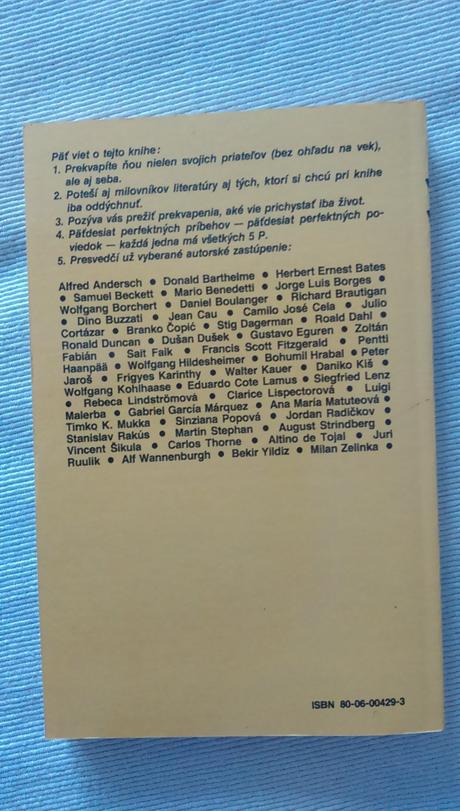 Päť viet o tejto knihe:
1. Prekvapíte ňou nielen svojich priateľov (bez ohľadu na vek),
ale aj seba.
2. Poteší aj milovníkov literatúry aj tých, ktorí si chcú pri knihe
iba oddýchnuť.
3. Pozýva vás prežiť prekvapenia, aké vie prichystať iba život.
4. Päťdesiat perfektných príbehov — päťdesiat perfektných po-
viedok — každá jedna má všetkých 5 P.
5. Presvedčí už vyberané autorské zastúpenie:
Alfred Andersch ● Donald Barthelme ● Herbert Ernest Bates
● Samuel Beckett ● Mario Benedetti ● Jorge Luis Borges ●
Wolfgang Borchert ● Daniel Boulanger ● Richard Brautigan
● Dino Buzzati ● Jean Cau ● Camilo José Cela ● Julio
Cortázar ● Branko Čopić ● Stig Dagerman ● Roald Dahl ●
Ronald Duncan ● Dušan Dušek ● Gustavo Eguren ● Zoltán
Fabián ● Sait Faik ● Francis Scott Fitzgerald ● Pentti
Haanpää ● Wolfgang Hildesheimer ● Bohumil Hrabal ● Peter
Jaroš ● Frigyes Karinthy ● Walter Kauer ● Daniko Kiš ●
Wolfgang Kohlhaase ● Eduardo Cote Lamus ● Siegfried Lenz
● Rebeca Lindströmová ● Clarice Lispectorová ● Luigi
Malerba ● Gabriel García Márquez ● Ana María Matuteová ●
Timko K. Mukka ● Sinziana Popová ● Jordan Radičkov ●
Stanislav Rakús ● Martin Stephan ● August Strindberg ●
Vincent Šikula ● Carlos Thorne ● Altino de Tojal ● Juri
Ruulik ● Alf Wannenburgh ● Bekir Yildiz ● Milan Zelinka ●
ISBN 80-06-00429-3